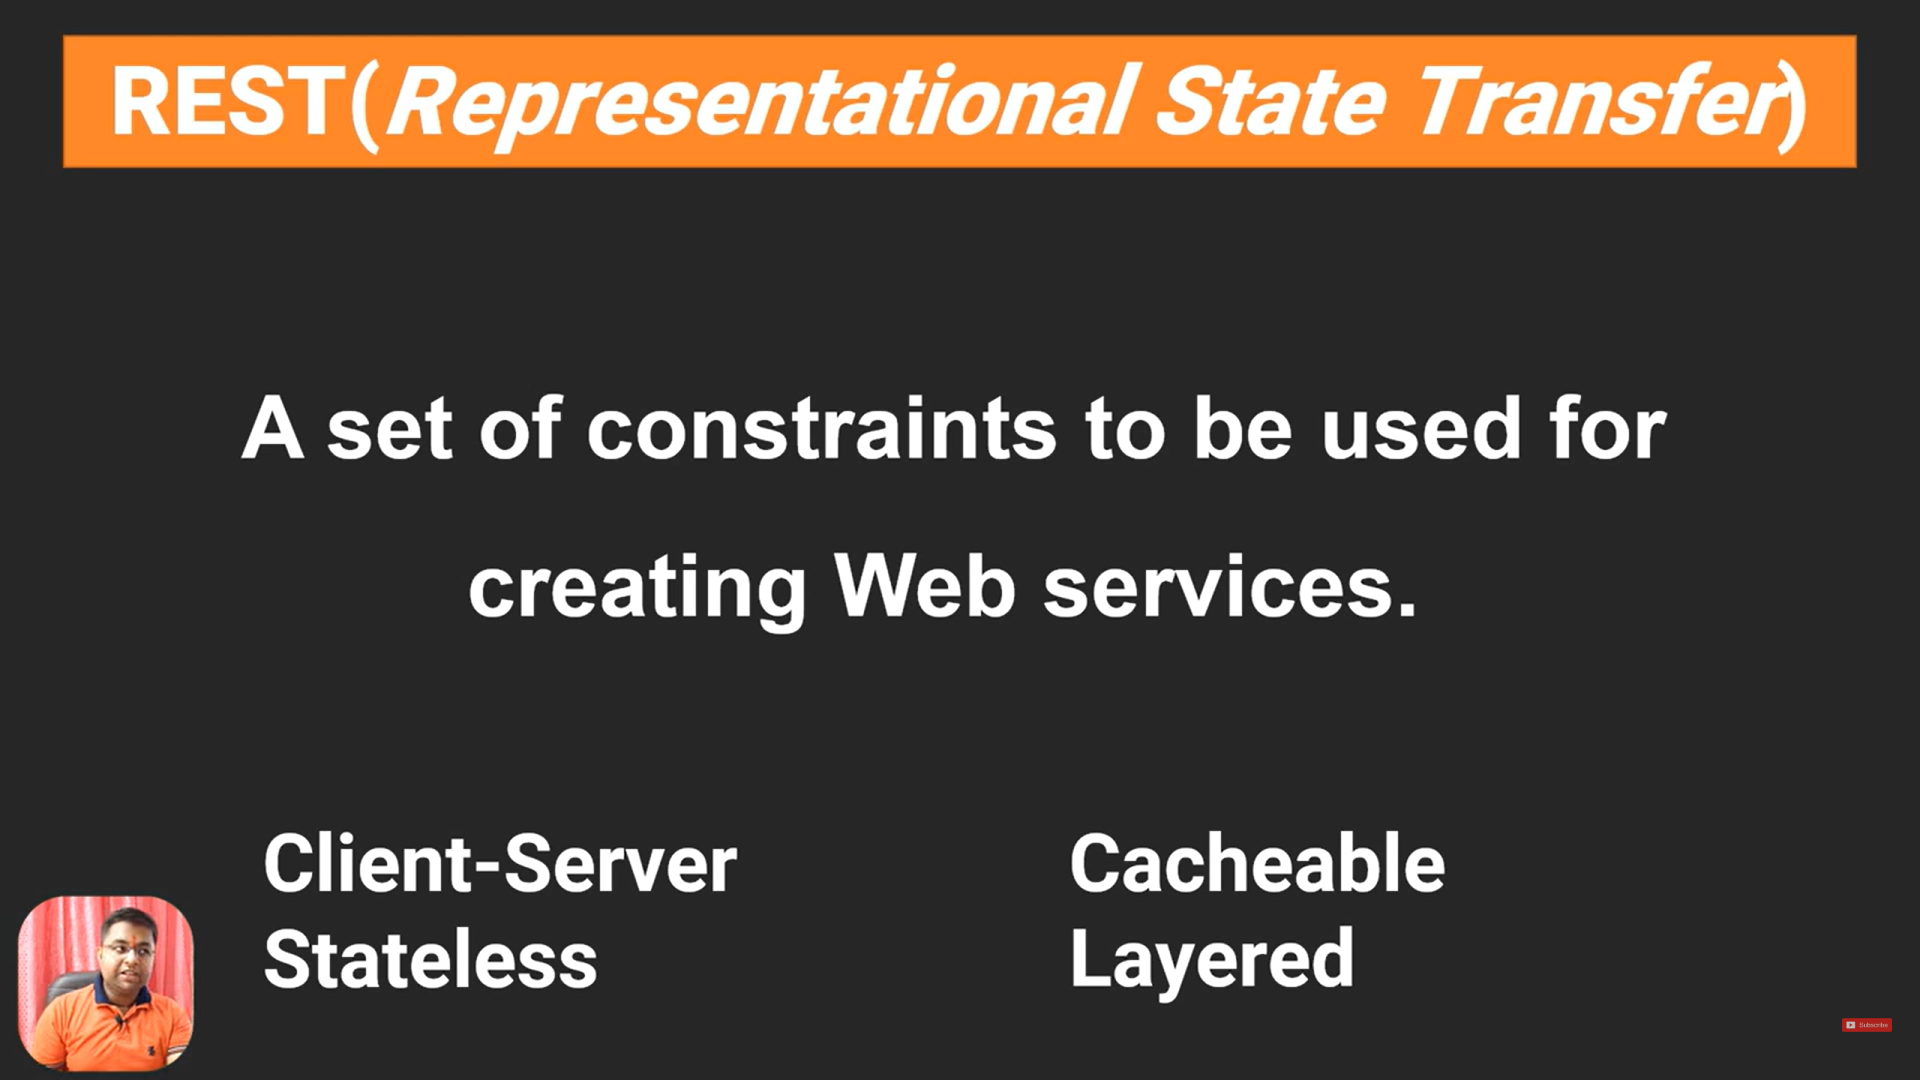 REST(Representational State Transfer)
A set of constraints to be used for
creating Web services.
Client-Server
Cacheable
Stateless
Layered
Subscribe